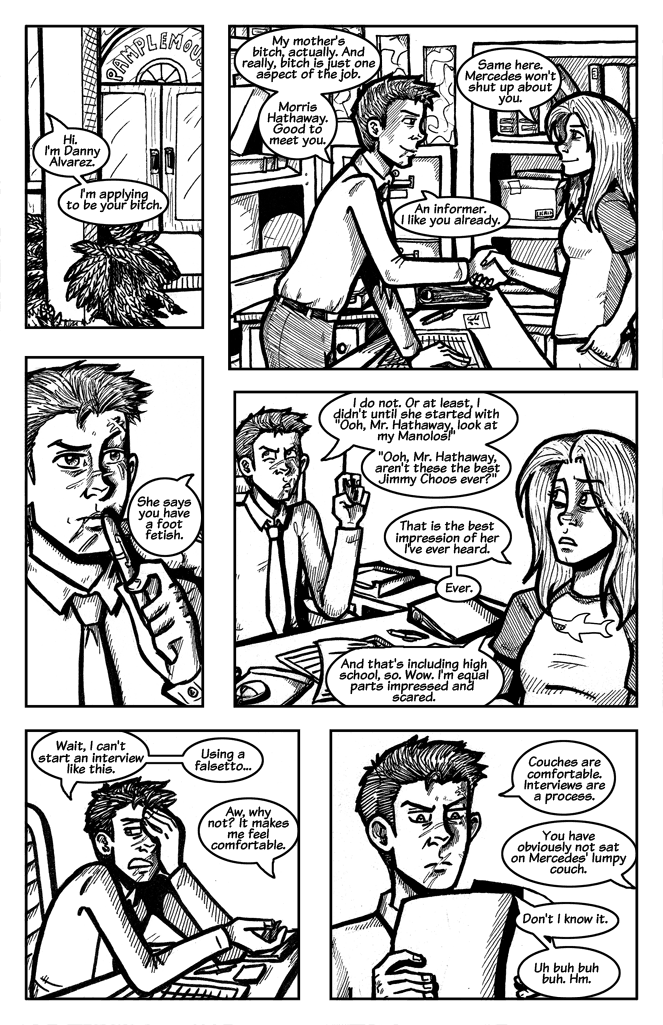 PAMPLEMOU
Hi.
I'm Danny
Alvarez.
I'm applying
to be your bitch.
My mother's
bitch, actually. And
really, bitch is just one
aspect of the job.
Morris
Hathaway.
Good to
meet you.
Same here.
Mercedes won't
shut up about
you.
An informer.
I like you already.
She says
you have
a foot
fetish.
I do not. Or at least, I
didn't until she started with
"Ooh, Mr. Hathaway, look at
my Manolos!"
"Ooh, Mr. Hathaway,
aren't these the best
Jimmy Choos ever?"
That is the best
impression of her
I've ever heard.
Ever.
And that's including high
school, so. Wow. I'm equal
parts impressed and
scared.
Wait, I can't
start an interview
like this.
Using a
falsetto...
Aw, why
not? It makes
me feel
comfortable.
Couches are
comfortable.
Interviews are
a process.
You have
obviously not sat
on Mercedes' lumpy
couch.
Don't I know it.
Uh buh buh
buh. Hm.